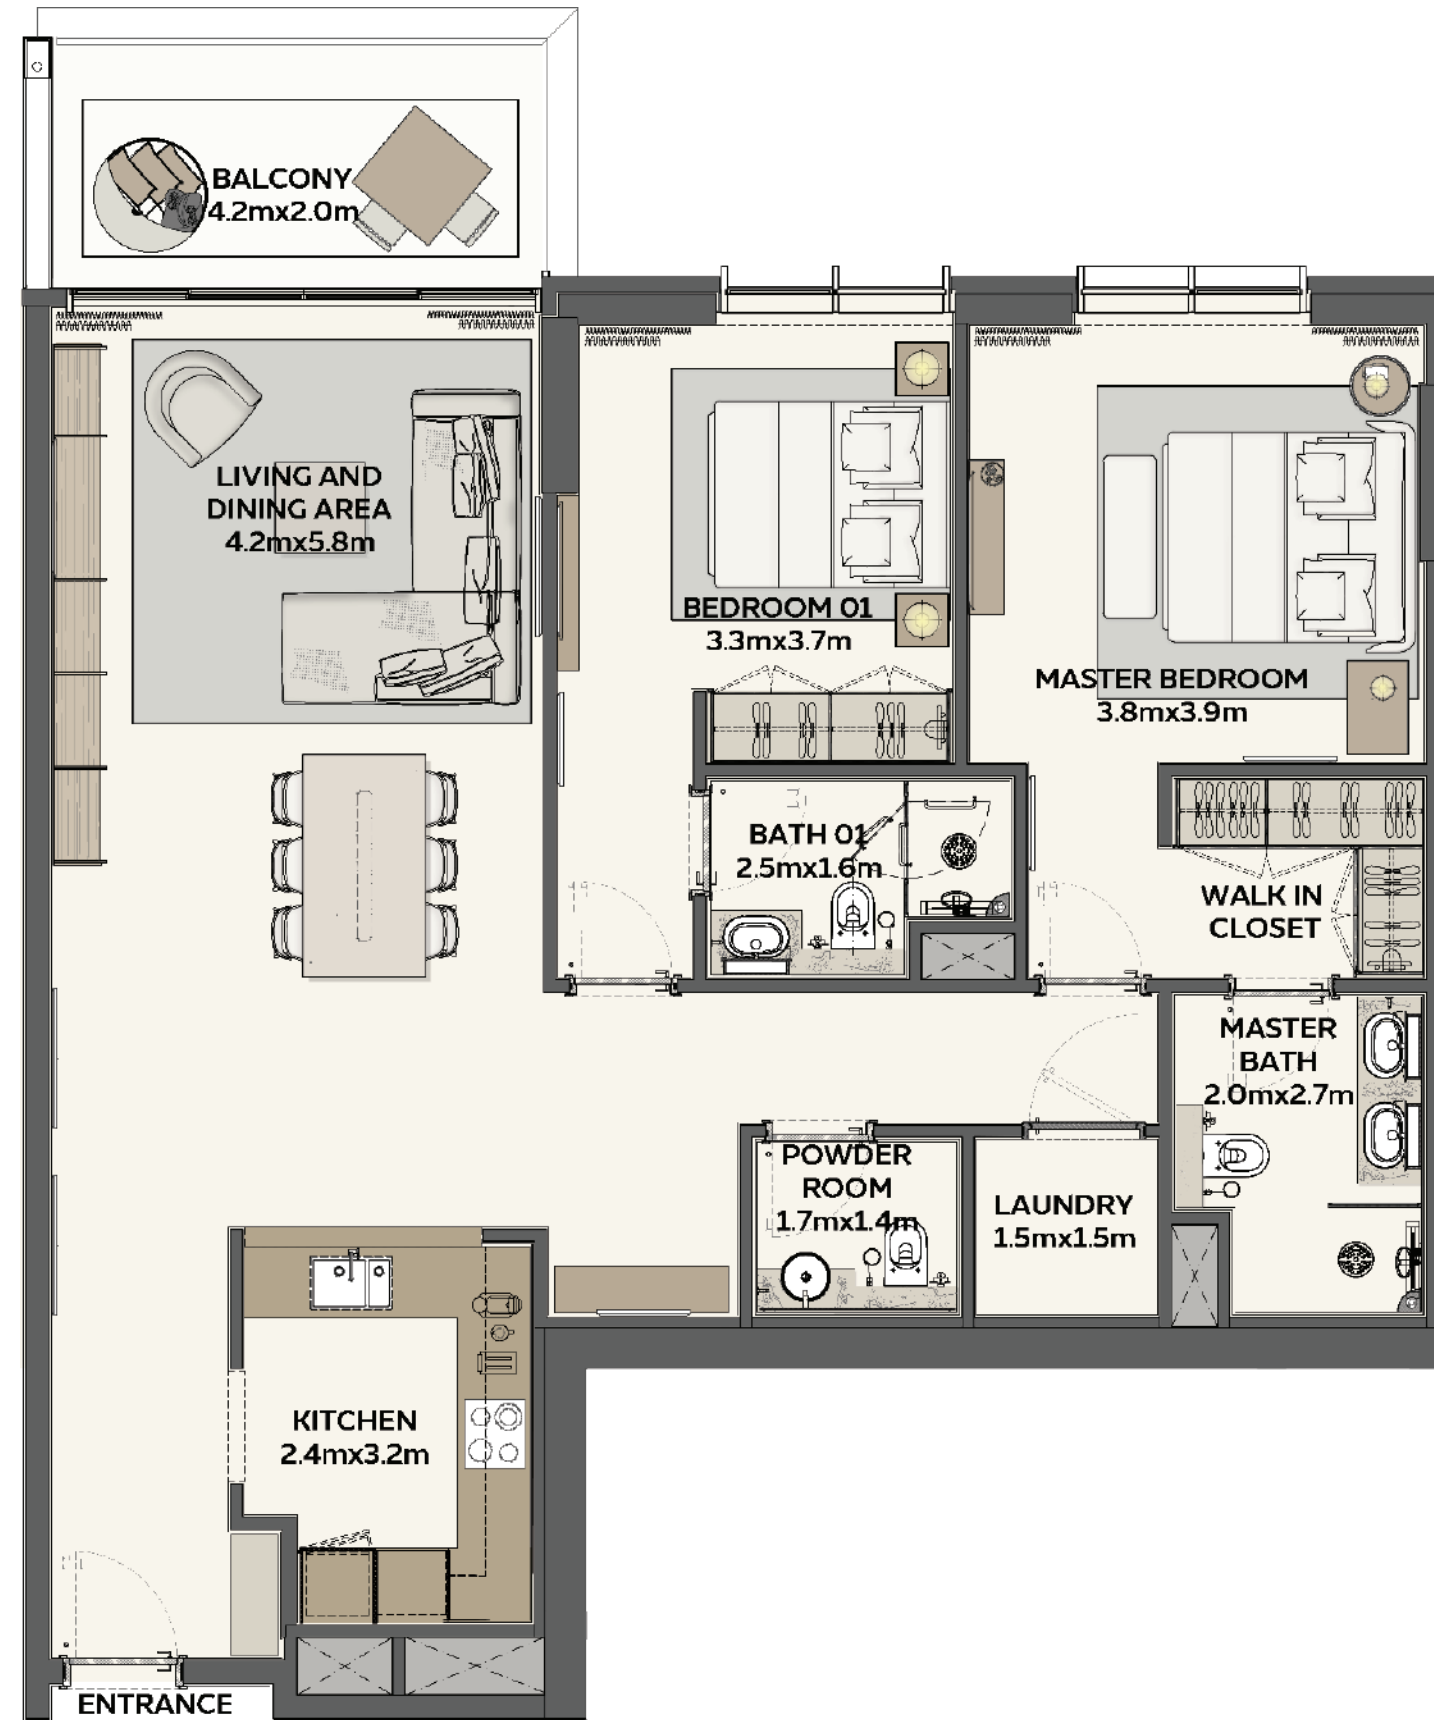 BALCONY
4.2mx2.0m
LIVING AND
DINING AREA
4.2mx5.8m
BEDROOM 01
3.3mx3.7m
MASTER BEDROOM
3.8mx3.9m
BATH 01
2.5mx1.6m
WALK IN
CLOSET
MASTER
BATH
2.0mx2.7m
POWDER
ROOM
1.7mx1.4m
LAUNDRY
1.5mx1.5m
KITCHEN
2.4mx3.2m
ENTRANCE